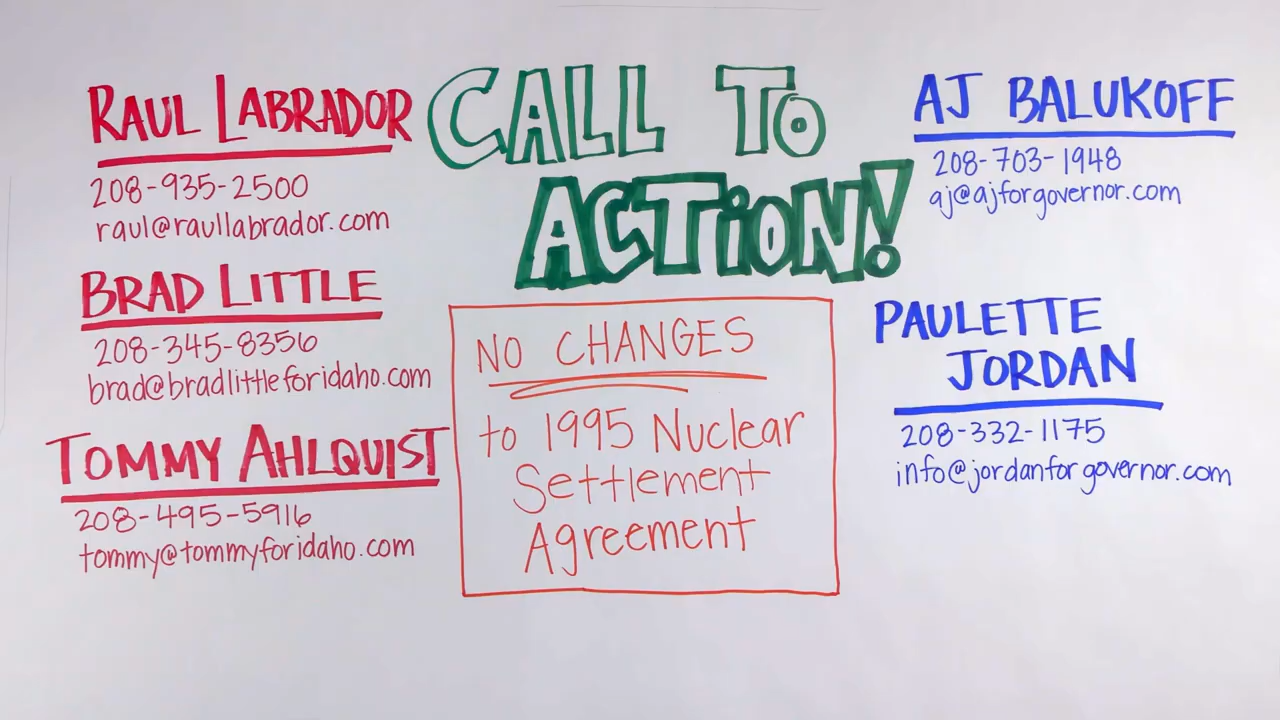 CALL TO
ACTION!
RAUL LABRADOR
208-935-2500
raul@raullabrador.com
BRAD LITTLE
208-345-8356
brad@bradlittleforidaho.com
TOMMY AHLQUIST
208-495-5916
tommy@tommyforidaho.com
NO CHANGES
to 1995 Nuclear
Settlement
Agreement
AJ BALUKOFF
208-703-1948
aj@ajforgovernor.com
PAULETTE
JORDAN
208-332-1175
info@jordanforgovernor.com